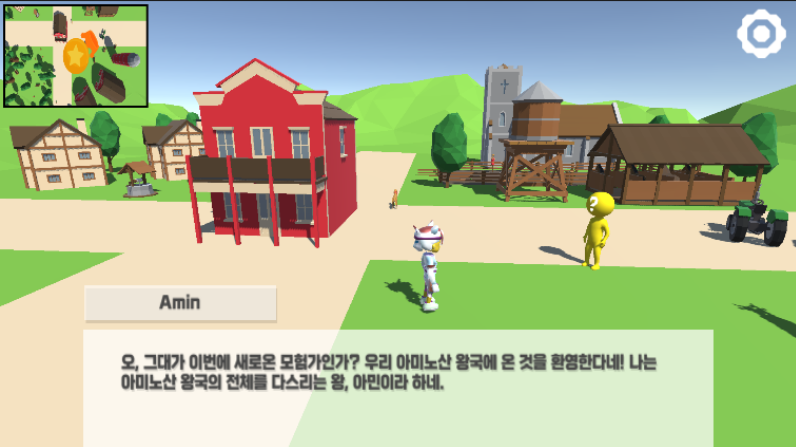 Amin
오, 그대가 이번에 새로온 모험가인가? 우리 아미노산 왕국에 온 것을 환영한다네! 나는
아미노산 왕국의 전체를 다스리는 왕, 아민이라 하네.
?